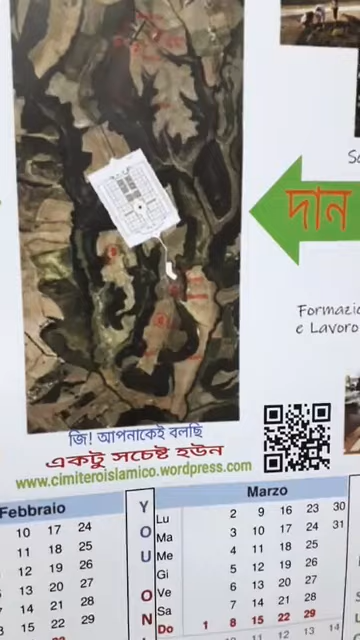 দান
Formazio
e Lavoro
জি! আপনাকেই বলছি
একটু সচেষ্ট হউন
www.cimiteroislamico.wordpress.com
Febbraio
10 17 24
11 18 25
12 19 26
13 20 27
14 21 28
15 22 29
Y
O
U
O
N
Marzo
Lu 2 9 16 23 30
Ma 3 10 17 24 31
Me 4 11 18 25
Gi 5 12 19 26
Ve 6 13 20 27
Sa 7 14 21 28
Do 1 8 15 22 29
12 13 14